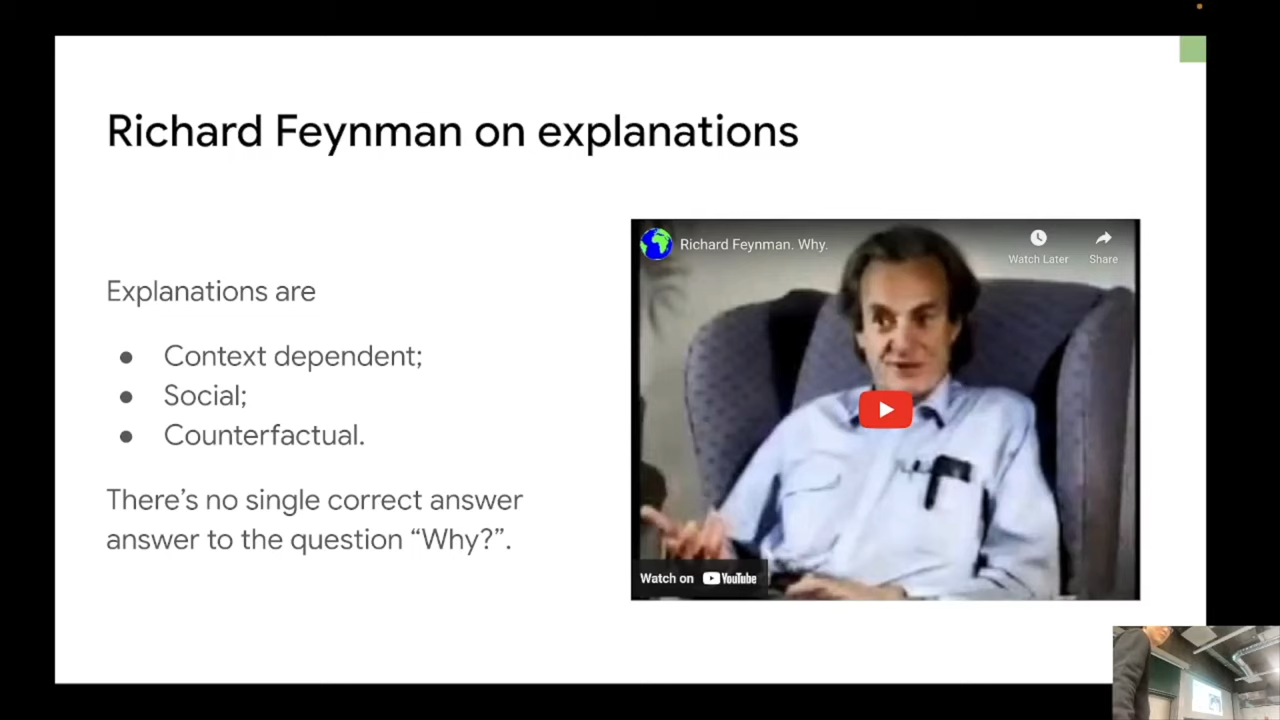 Richard Feynman on explanations
Explanations are
● Context dependent;
● Social;
● Counterfactual.
There's no single correct answer
answer to the question “Why?”.
Richard Feynman. Why.
Watch Later
Share
Watch on YouTube